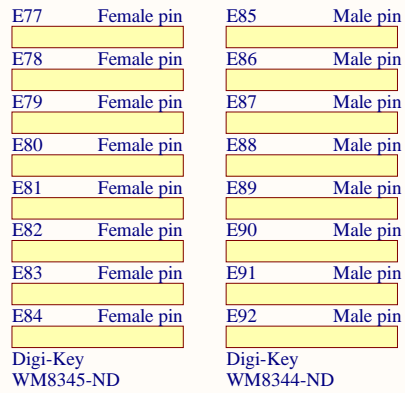 E77 Female pin
E78 Female pin
E79 Female pin
E80 Female pin
E81 Female pin
E82 Female pin
E83 Female pin
E84 Female pin
Digi-Key
WM8345-ND
E85 Male pin
E86 Male pin
E87 Male pin
E88 Male pin
E89 Male pin
E90 Male pin
E91 Male pin
E92 Male pin
Digi-Key
WM8344-ND